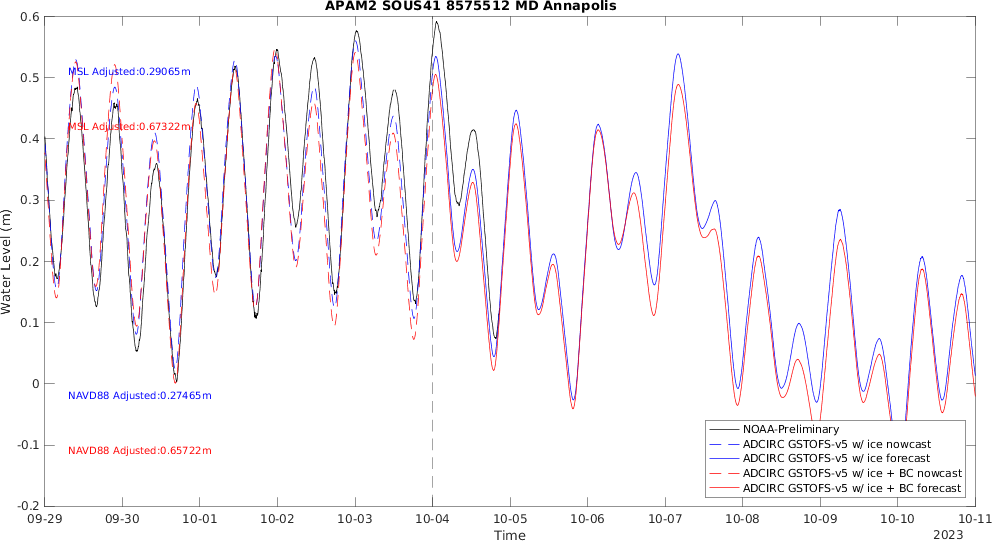 APAM2 SOUS41 8575512 MD Annapolis
0.6
0.5
0.4
0.3
0.2
0.1
0
-0.1
-0.2
Water Level (m)
MSL Adjusted:0.29065m
MSL Adjusted:0.67322m
NAVD88 Adjusted:0.27465m
NAVD88 Adjusted:0.65722m
NOAA-Preliminary
ADCIRC GSTOFS-v5 w/ ice nowcast
ADCIRC GSTOFS-v5 w/ ice forecast
ADCIRC GSTOFS-v5 w/ ice + BC nowcast
ADCIRC GSTOFS-v5 w/ ice + BC forecast
09-29 09-30 10-01 10-02 10-03 10-04 10-05 10-06 10-07 10-08 10-09 10-10 10-11
Time
2023